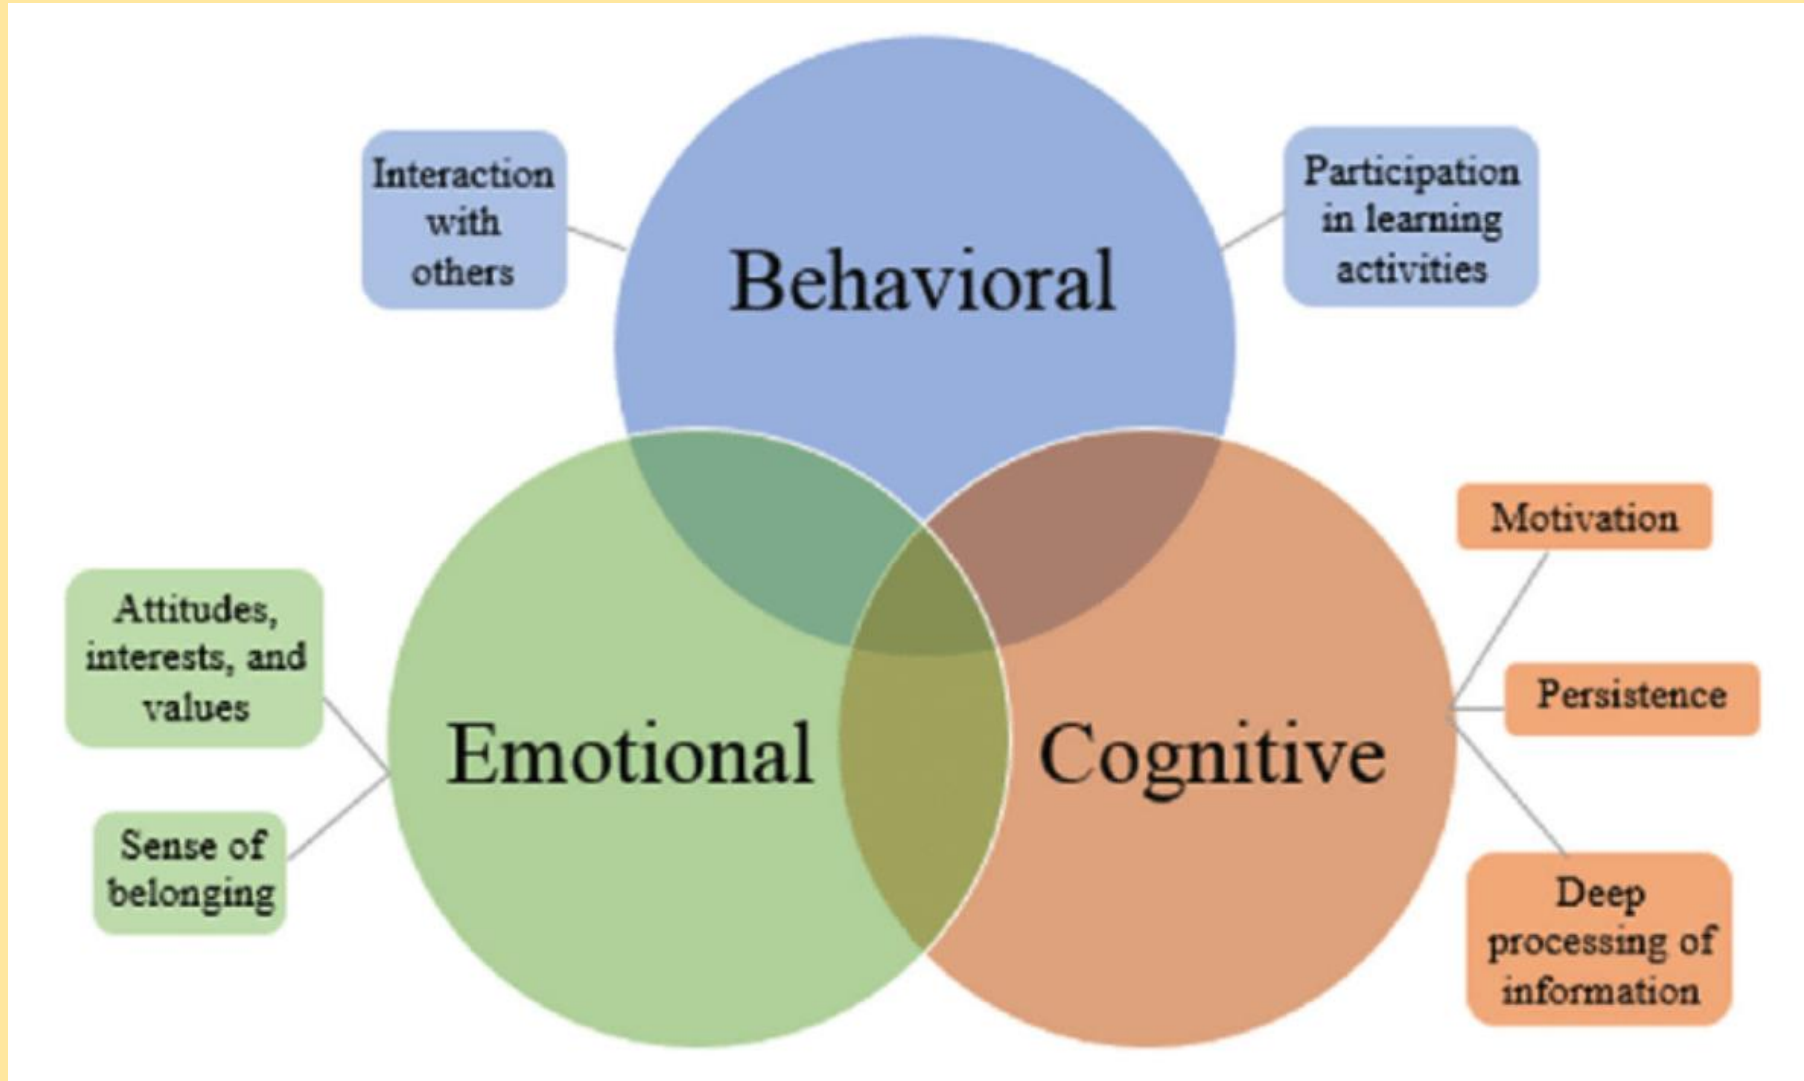 Interaction
with
others
Participation
in learning
activities
Behavioral
Motivation
Attitudes,
interests, and
values
Persistence
Emotional
Cognitive
Sense of
belonging
Deep
processing of
information